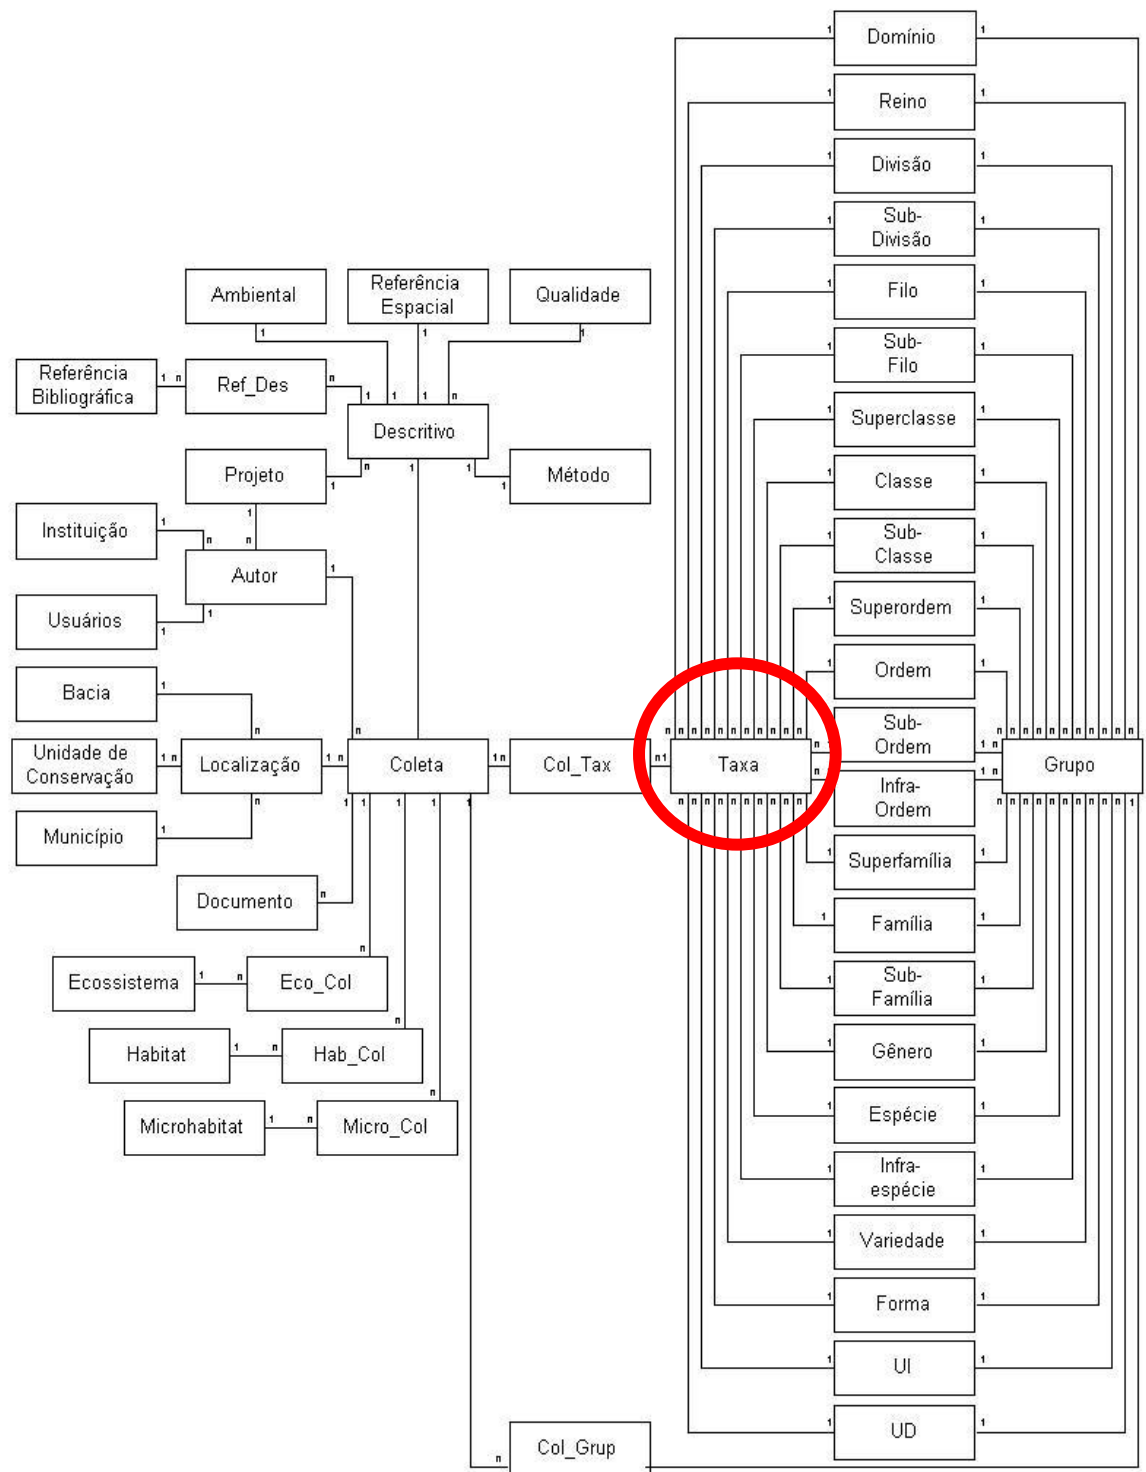 Domínio
Reino
Divisão
Sub-
Divisão
Filo
Sub-
Filo
Superclasse
Classe
Sub-
Classe
Superordem
Ordem
Sub-
Ordem
Infra-
Ordem
Superfamília
Família
Sub-
Família
Gênero
Espécie
Infra-
espécie
Variedade
Forma
UI
UD
Grupo
Taxa
Col_Tax
Coleta
Ambiental
Referência
Espacial
Qualidade
Referência
Bibliográfica
Ref_Des
Descritivo
Projeto
Método
Instituição
Autor
Usuários
Bacia
Unidade de
Conservação
Localização
Município
Documento
Ecossistema
Eco_Col
Habitat
Hab_Col
Microhabitat
Micro_Col
Col_Grup